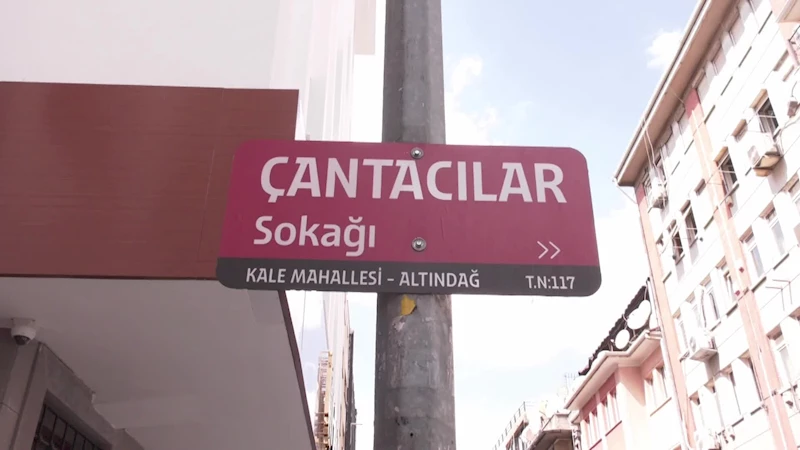 ÇANTACILAR
Sokağı
>>
KALE MAHALLESİ - ALTINDAĞ T.N:117